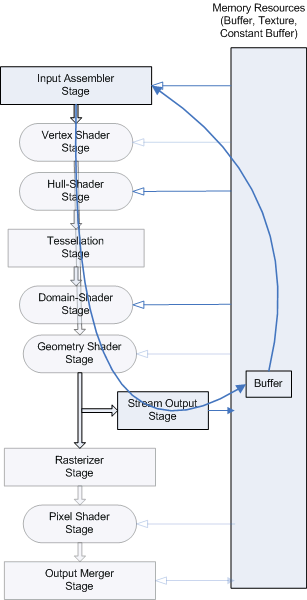 Memory Resources
(Buffer, Texture,
Constant Buffer)
Input Assembler
Stage
Vertex Shader
Stage
Hull-Shader
Stage
Tessellation
Stage
Domain-Shader
Stage
Geometry Shader
Stage
Buffer
Stream Output
Stage
Rasterizer
Stage
Pixel Shader
Stage
Output Merger
Stage